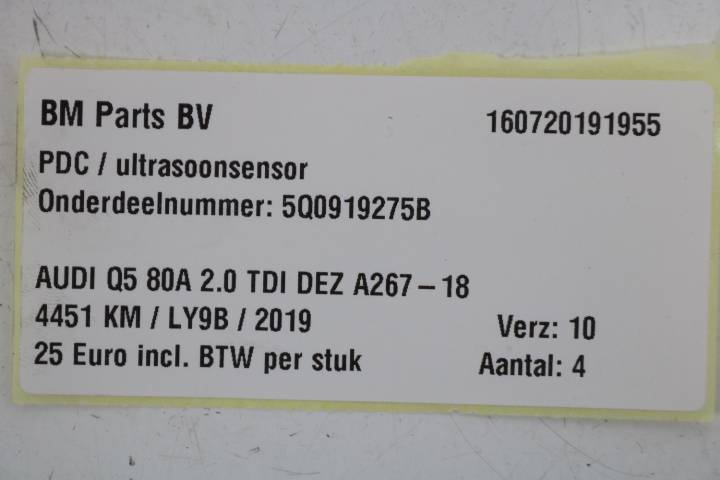 BM Parts BV 160720191955
PDC / ultrasoonsensor
Onderdeelnummer: 5Q0919275B
AUDI Q5 80A 2.0 TDI DEZ A267 – 18
4451 KM / LY9B / 2019 Verz: 10
25 Euro incl. BTW per stuk Aantal: 4